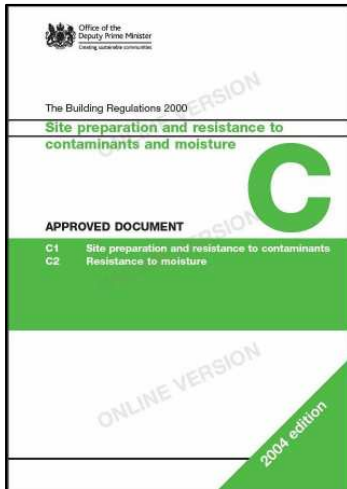 Office of the
Deputy Prime Minister
Creating sustainable communities
The Building Regulations 2000
ONLINE VERSION
Site preparation and resistance to
contaminants and moisture
C
ONLINE VERSION
APPROVED DOCUMENT
C1 Site preparation and resistance to contaminants
C2 Resistance to moisture
ONLINE VERSION
2004 edition